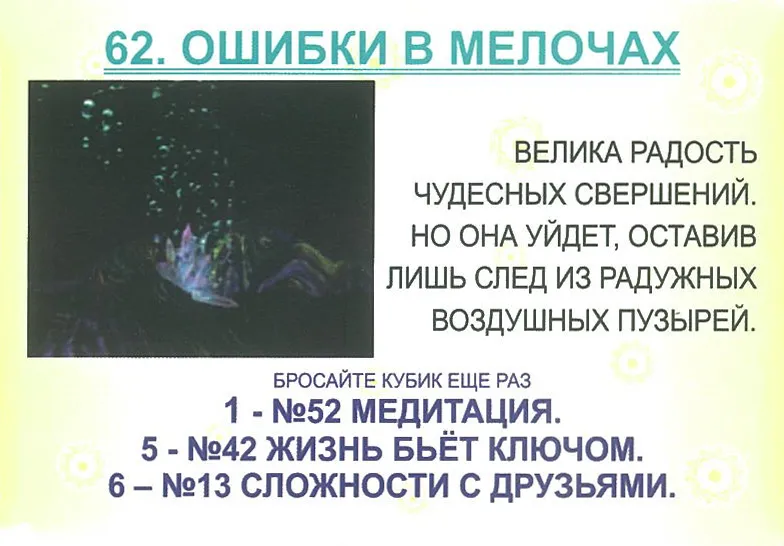 62. ОШИБКИ В МЕЛОЧАХ
ВЕЛИКА РАДОСТЬ
ЧУДЕСНЫХ СВЕРШЕНИЙ.
НО ОНА УЙДЕТ, ОСТАВИВ
ЛИШЬ СЛЕД ИЗ РАДУЖНЫХ
ВОЗДУШНЫХ ПУЗЫРЕЙ.
БРОСАЙТЕ КУБИК ЕЩЕ РАЗ
1 - №52 МЕДИТАЦИЯ.
5 - №42 ЖИЗНЬ БЬЁТ КЛЮЧОМ.
6 – №13 СЛОЖНОСТИ С ДРУЗЬЯМИ.